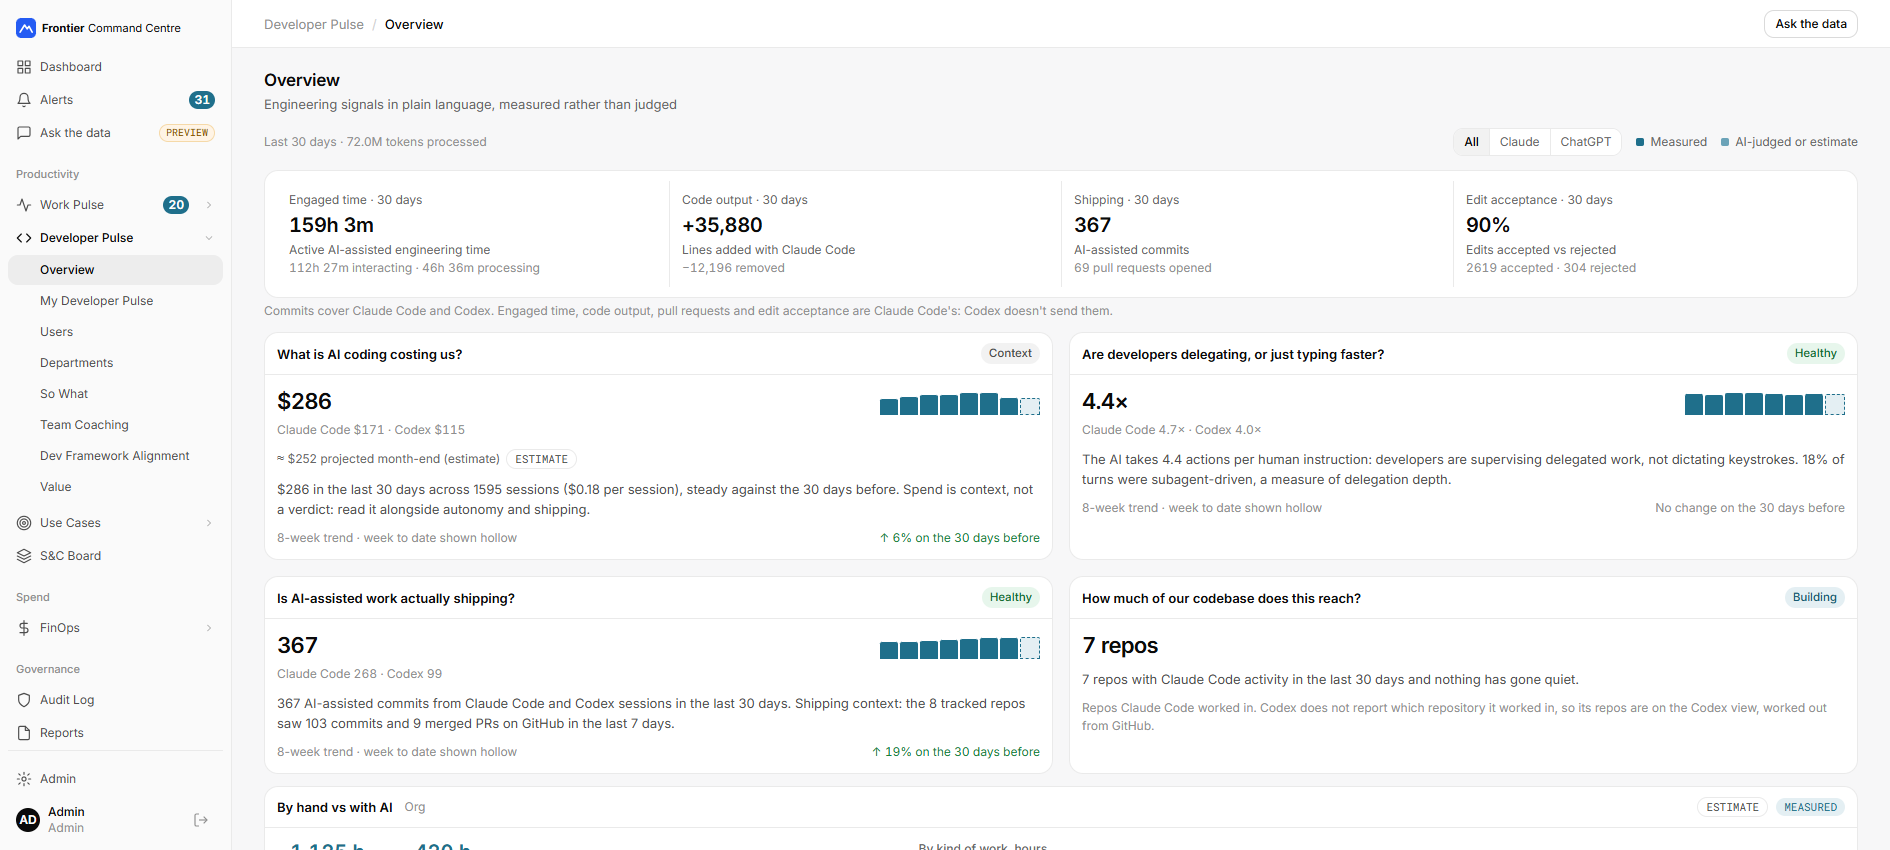 Frontier Command Centre
Dashboard
Alerts 31
Ask the data PREVIEW
Productivity
Work Pulse 20
Developer Pulse
Overview
My Developer Pulse
Users
Departments
So What
Team Coaching
Dev Framework Alignment
Value
Use Cases
S&C Board
Spend
FinOps
Governance
Audit Log
Reports
Admin
AD Admin
Admin
Developer Pulse / Overview
Ask the data
Overview
Engineering signals in plain language, measured rather than judged
Last 30 days · 72.0M tokens processed
All Claude ChatGPT Measured AI-judged or estimate
Engaged time · 30 days
159h 3m
Active AI-assisted engineering time
112h 27m interacting · 46h 36m processing
Code output · 30 days
+35,880
Lines added with Claude Code
−12,196 removed
Shipping · 30 days
367
AI-assisted commits
69 pull requests opened
Edit acceptance · 30 days
90%
Edits accepted vs rejected
2619 accepted · 304 rejected
Commits cover Claude Code and Codex. Engaged time, code output, pull requests and edit acceptance are Claude Code's: Codex doesn't send them.
What is AI coding costing us? Context
$286
Claude Code $171 · Codex $115
≈ $252 projected month-end (estimate) ESTIMATE
$286 in the last 30 days across 1595 sessions ($0.18 per session), steady against the 30 days before. Spend is context, not
a verdict: read it alongside autonomy and shipping.
8-week trend · week to date shown hollow ↑ 6% on the 30 days before
Are developers delegating, or just typing faster? Healthy
4.4×
Claude Code 4.7× · Codex 4.0×
The AI takes 4.4 actions per human instruction: developers are supervising delegated work, not dictating keystrokes. 18% of
turns were subagent-driven, a measure of delegation depth.
8-week trend · week to date shown hollow No change on the 30 days before
Is AI-assisted work actually shipping? Healthy
367
Claude Code 268 · Codex 99
367 AI-assisted commits from Claude Code and Codex sessions in the last 30 days. Shipping context: the 8 tracked repos
saw 103 commits and 9 merged PRs on GitHub in the last 7 days.
8-week trend · week to date shown hollow ↑ 19% on the 30 days before
How much of our codebase does this reach? Building
7 repos
7 repos with Claude Code activity in the last 30 days and nothing has gone quiet.
Repos Claude Code worked in. Codex does not report which repository it worked in, so its repos are on the Codex view, worked out
from GitHub.
By hand vs with AI Org ESTIMATE MEASURED
By kind of work, hours